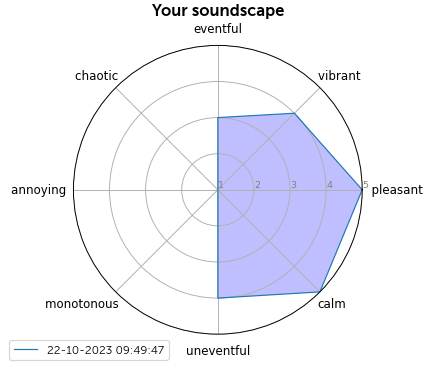 Your soundscape
eventful
chaotic
vibrant
annoying
1 2 3 4 5
pleasant
monotonous
calm
22-10-2023 09:49:47
uneventful